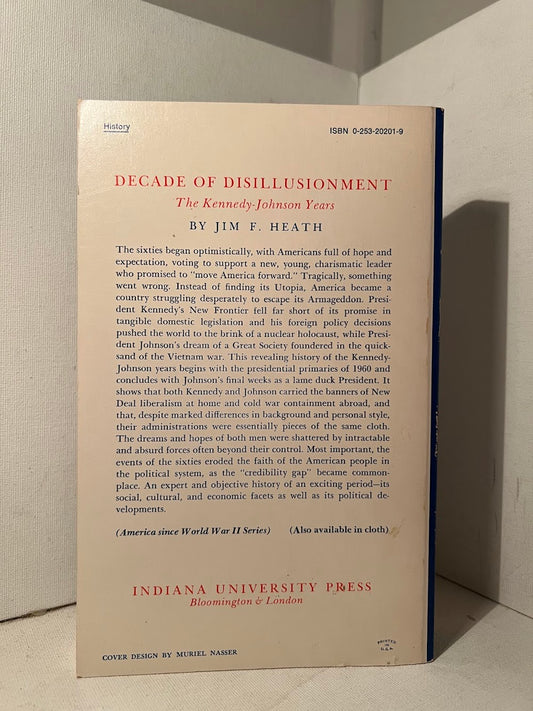 History
ISBN 0-253-20201-9
DECADE OF DISILLUSIONMENT
The Kennedy-Johnson Years
BY JIM F. HEATH
The sixties began optimistically, with Americans full of hope and
expectation, voting to support a new, young, charismatic leader
who promised to "move America forward." Tragically, something
went wrong. Instead of finding its Utopia, America became a
country struggling desperately to escape its Armageddon. Presi-
dent Kennedy's New Frontier fell far short of its promise in
tangible domestic legislation and his foreign policy decisions
pushed the world to the brink of a nuclear holocaust, while Presi-
dent Johnson's dream of a Great Society foundered in the quick-
sand of the Vietnam war. This revealing history of the Kennedy-
Johnson years begins with the presidential primaries of 1960 and
concludes with Johnson's final weeks as a lame duck President. It
shows that both Kennedy and Johnson carried the banners of New
Deal liberalism at home and cold war containment abroad, and
that, despite marked differences in background and personal style,
their administrations were essentially pieces of the same cloth.
The dreams and hopes of both men were shattered by intractable
and absurd forces often beyond their control. Most important, the
events of the sixties eroded the faith of the American people in
the political system, as the "credibility gap" became common-
place. An expert and objective history of an exciting period—its
social, cultural, and economic facets as well as its political de-
velopments.
(America since World War II Series) (Also available in cloth)
INDIANA UNIVERSITY PRESS
Bloomington & London
COVER DESIGN BY MURIEL NASSER
PRINTED
IN
U.S.A.